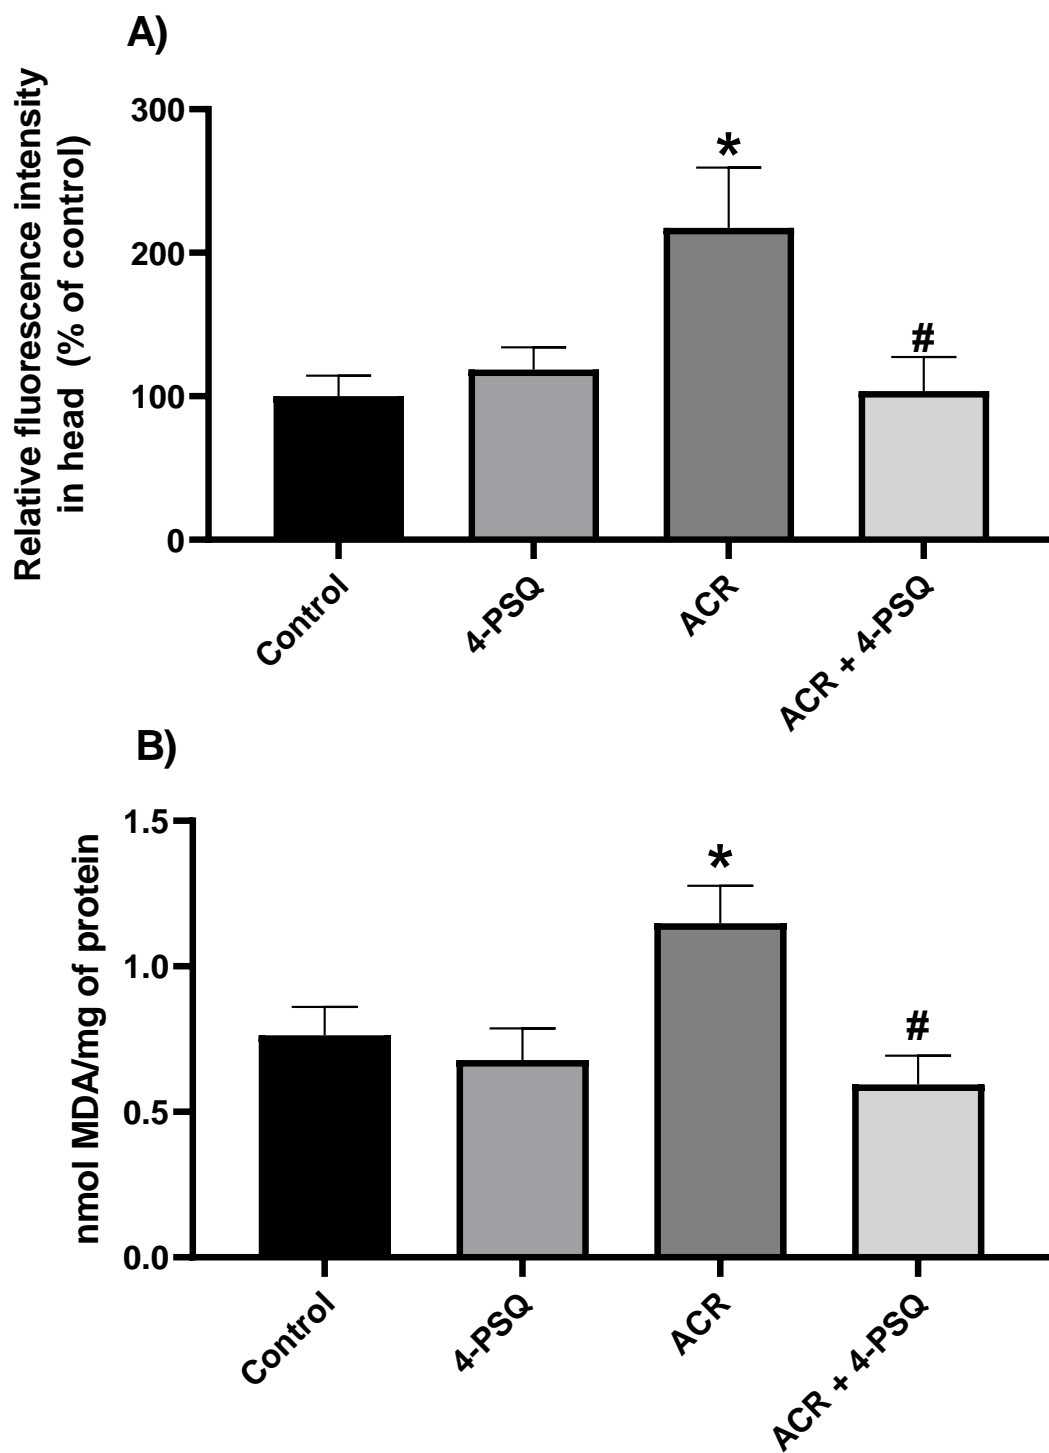 A)
Relative fluorescence intensity
in head (% of control)
300
200
100
0
*
#
Control
4-PSQ
ACR
ACR + 4-PSQ
B)
nmol MDA/mg of protein
1.5
1.0
0.5
0.0
*
#
Control
4-PSQ
ACR
ACR + 4-PSQ